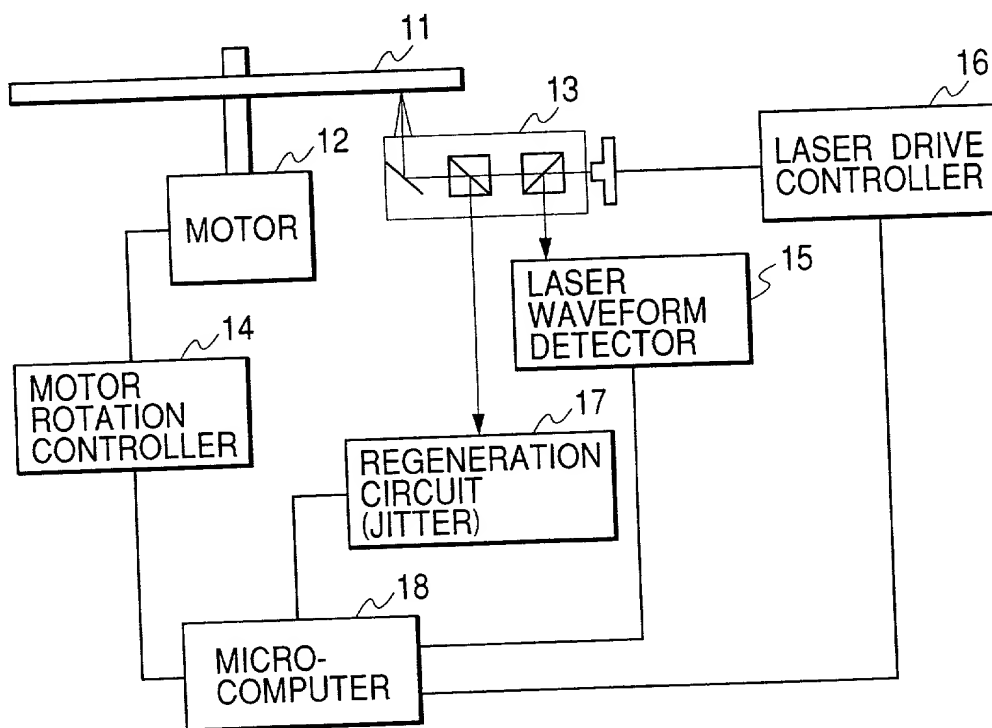 11
16
13
12
LASER DRIVE
CONTROLLER
MOTOR
15
LASER
WAVEFORM
DETECTOR
14
MOTOR
ROTATION
CONTROLLER
17
REGENERATION
CIRCUIT
(JITTER)
18
MICRO-
COMPUTER